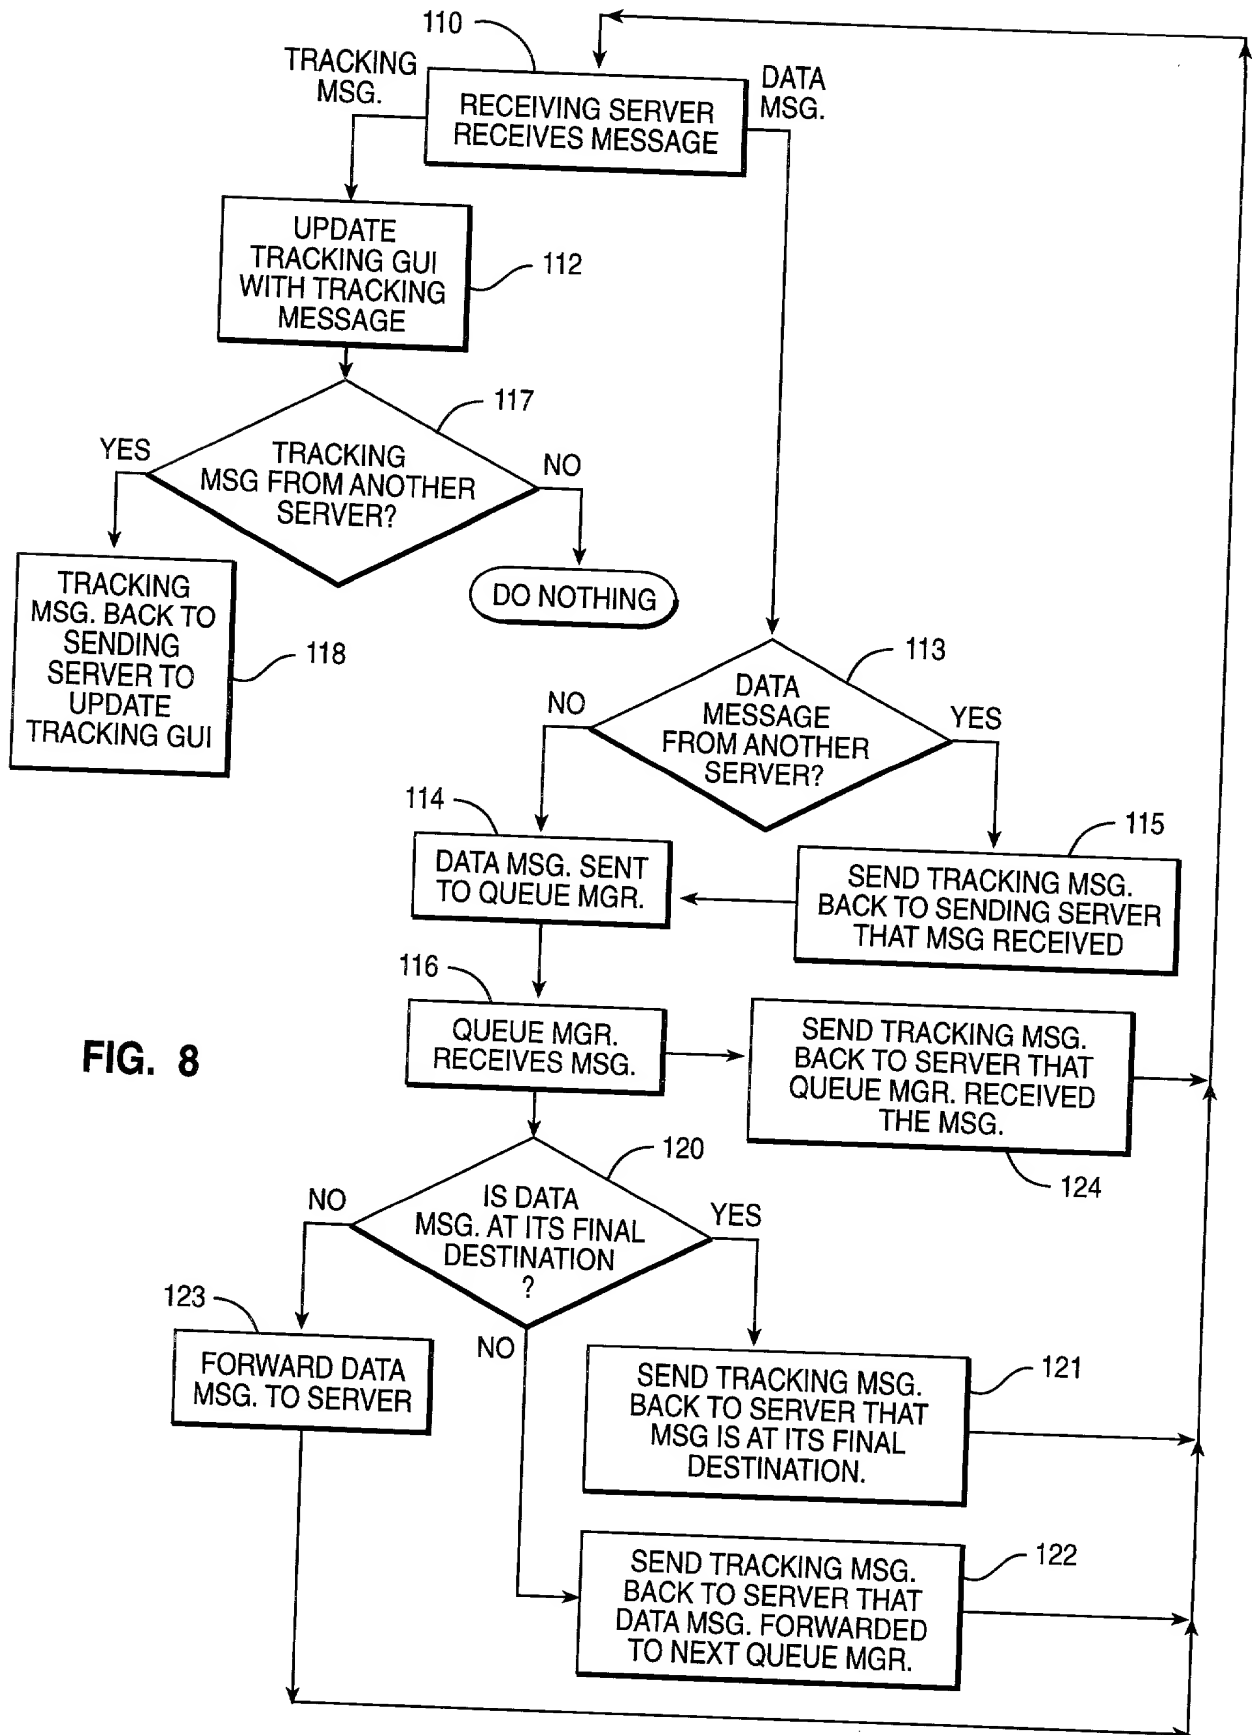 110
TRACKING
MSG.
DATA
MSG.
RECEIVING SERVER
RECEIVES MESSAGE
UPDATE
TRACKING GUI
WITH TRACKING
MESSAGE
112
117
YES
TRACKING
MSG FROM ANOTHER
SERVER?
NO
DO NOTHING
TRACKING
MSG. BACK TO
SENDING
SERVER TO
UPDATE
TRACKING GUI
118
113
NO
DATA
MESSAGE
FROM ANOTHER
SERVER?
YES
114
DATA MSG. SENT
TO QUEUE MGR.
115
SEND TRACKING MSG.
BACK TO SENDING SERVER
THAT MSG RECEIVED
116
QUEUE MGR.
RECEIVES MSG.
SEND TRACKING MSG.
BACK TO SERVER THAT
QUEUE MGR. RECEIVED
THE MSG.
124
FIG. 8
120
NO
IS DATA
MSG. AT ITS FINAL
DESTINATION
?
YES
NO
123
FORWARD DATA
MSG. TO SERVER
SEND TRACKING MSG.
BACK TO SERVER THAT
MSG IS AT ITS FINAL
DESTINATION.
121
SEND TRACKING MSG.
BACK TO SERVER THAT
DATA MSG. FORWARDED
TO NEXT QUEUE MGR.
122